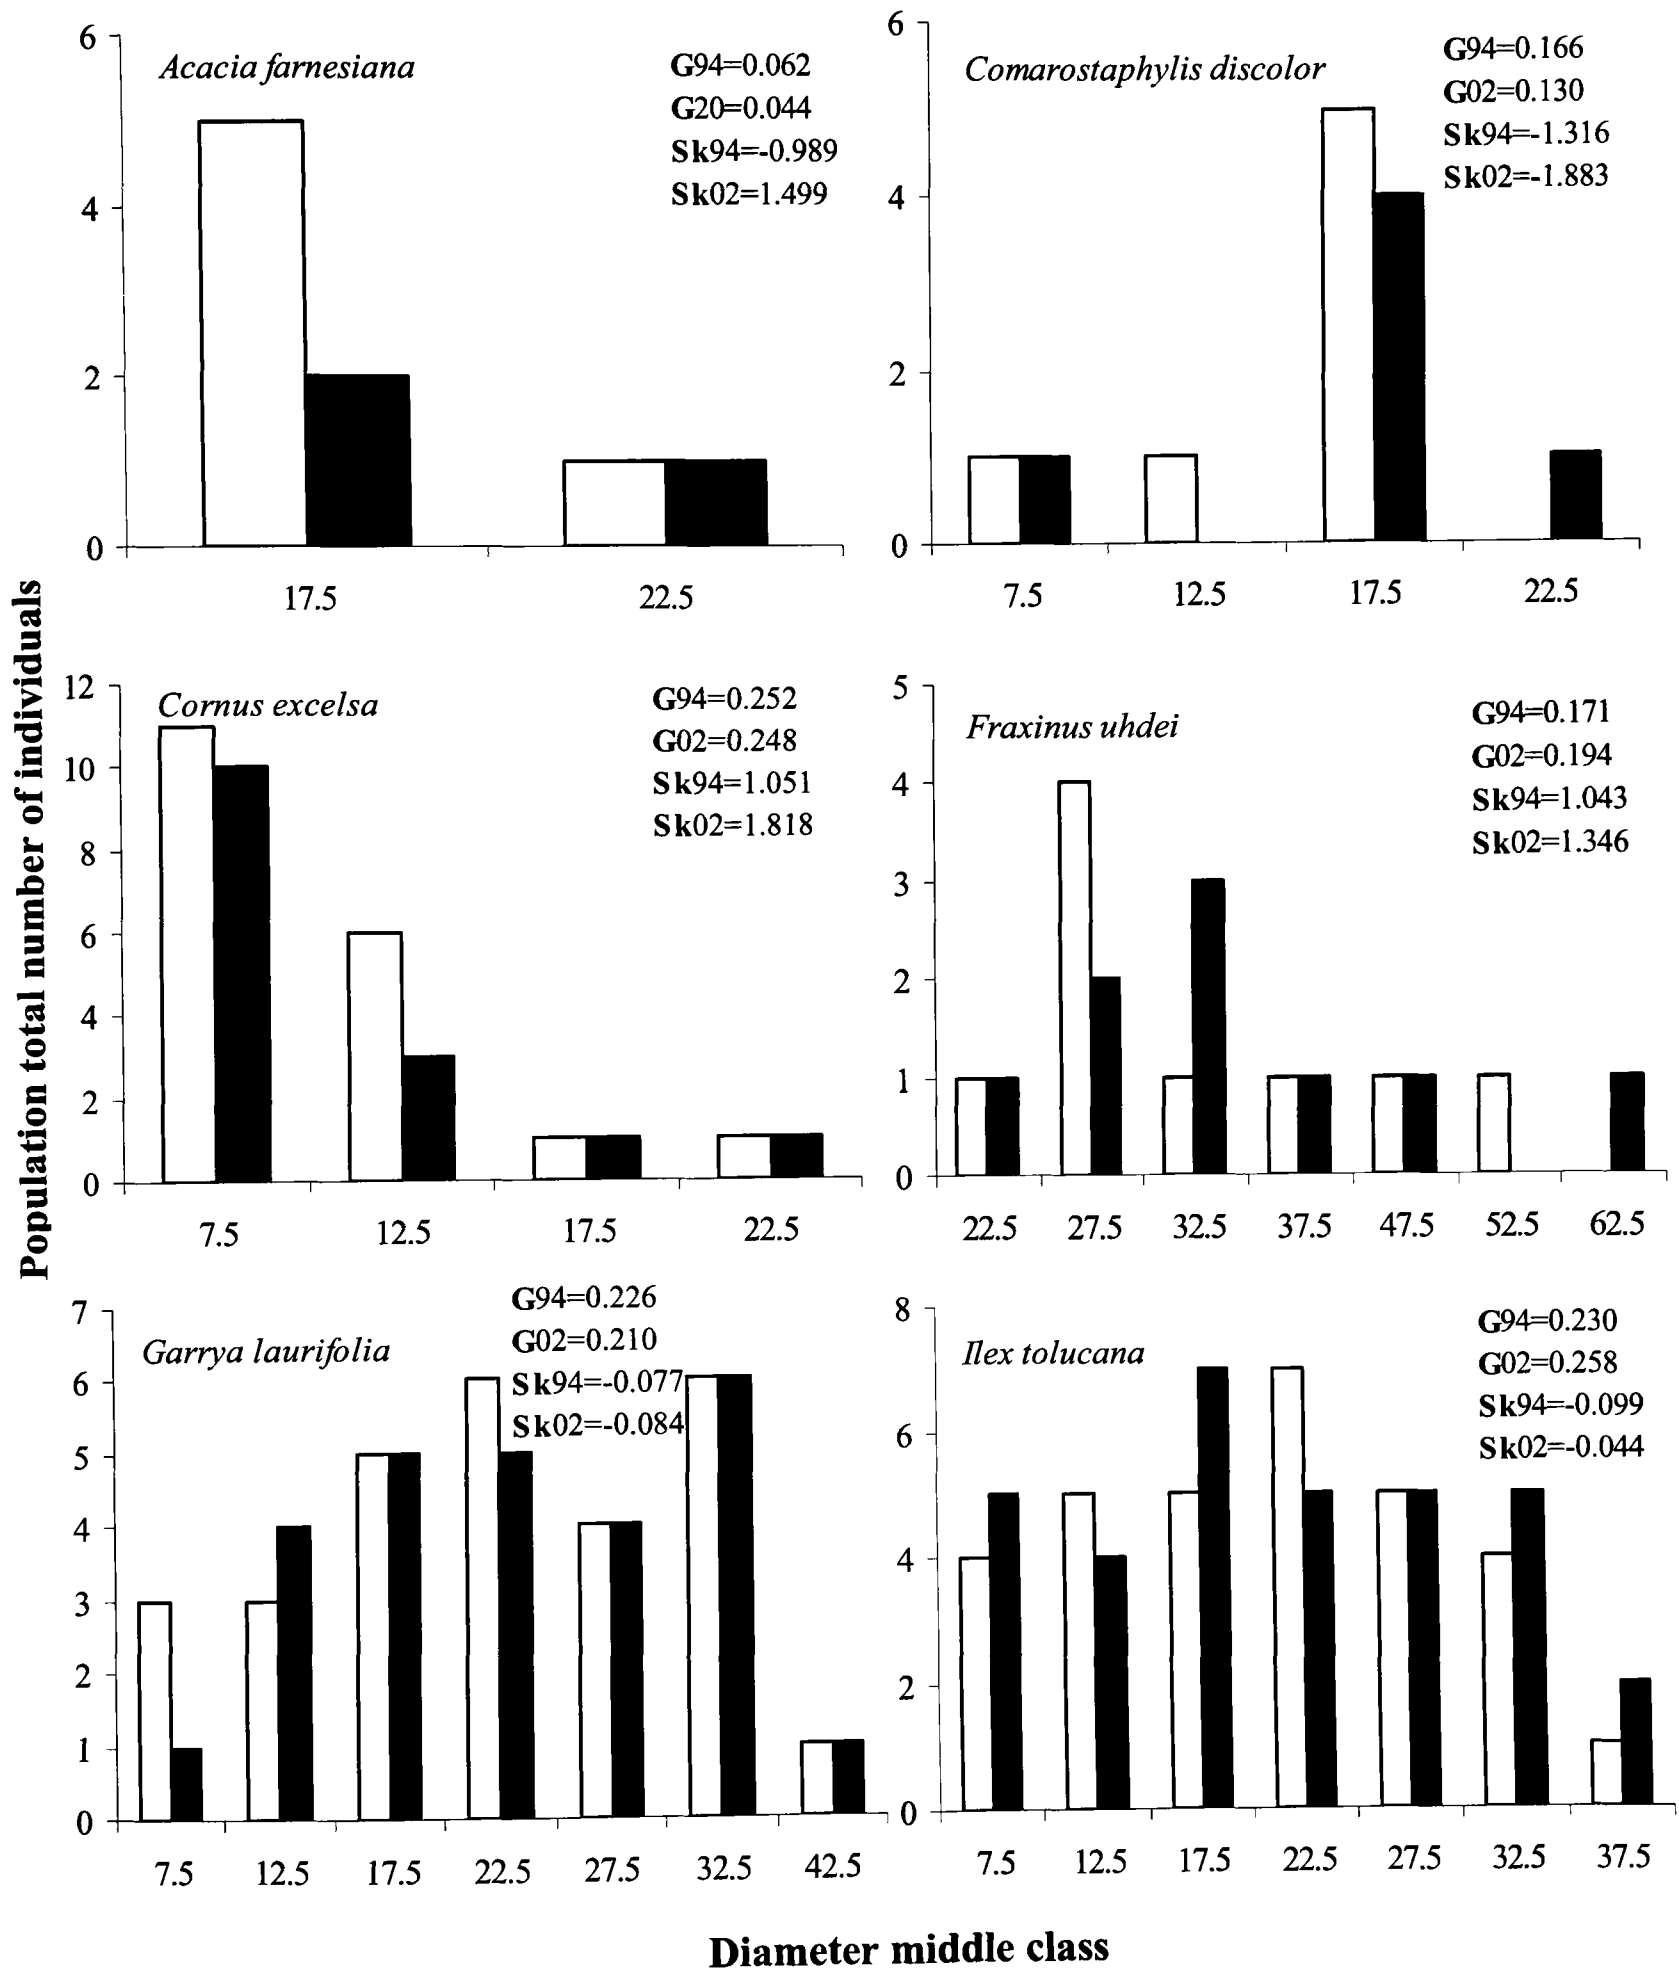 Population total number of individuals
6
4
2
0
Acacia farnesiana
G94=0.062
G20=0.044
Sk94=-0.989
Sk02=1.499
17.5 22.5
6
4
2
0
Comarostaphylis discolor
G94=0.166
G02=0.130
Sk94=-1.316
Sk02=-1.883
7.5 12.5 17.5 22.5
12
10
8
6
4
2
0
Cornus excelsa
G94=0.252
G02=0.248
Sk94=1.051
Sk02=1.818
7.5 12.5 17.5 22.5
5
4
3
2
1
0
Fraxinus uhdei
G94=0.171
G02=0.194
Sk94=1.043
Sk02=1.346
22.5 27.5 32.5 37.5 47.5 52.5 62.5
7
6
5
4
3
2
1
0
Garrya laurifolia
G94=0.226
G02=0.210
Sk94=-0.077
Sk02=-0.084
7.5 12.5 17.5 22.5 27.5 32.5 42.5
8
6
4
2
0
Ilex tolucana
G94=0.230
G02=0.258
Sk94=-0.099
Sk02=-0.044
7.5 12.5 17.5 22.5 27.5 32.5 37.5
Diameter middle class